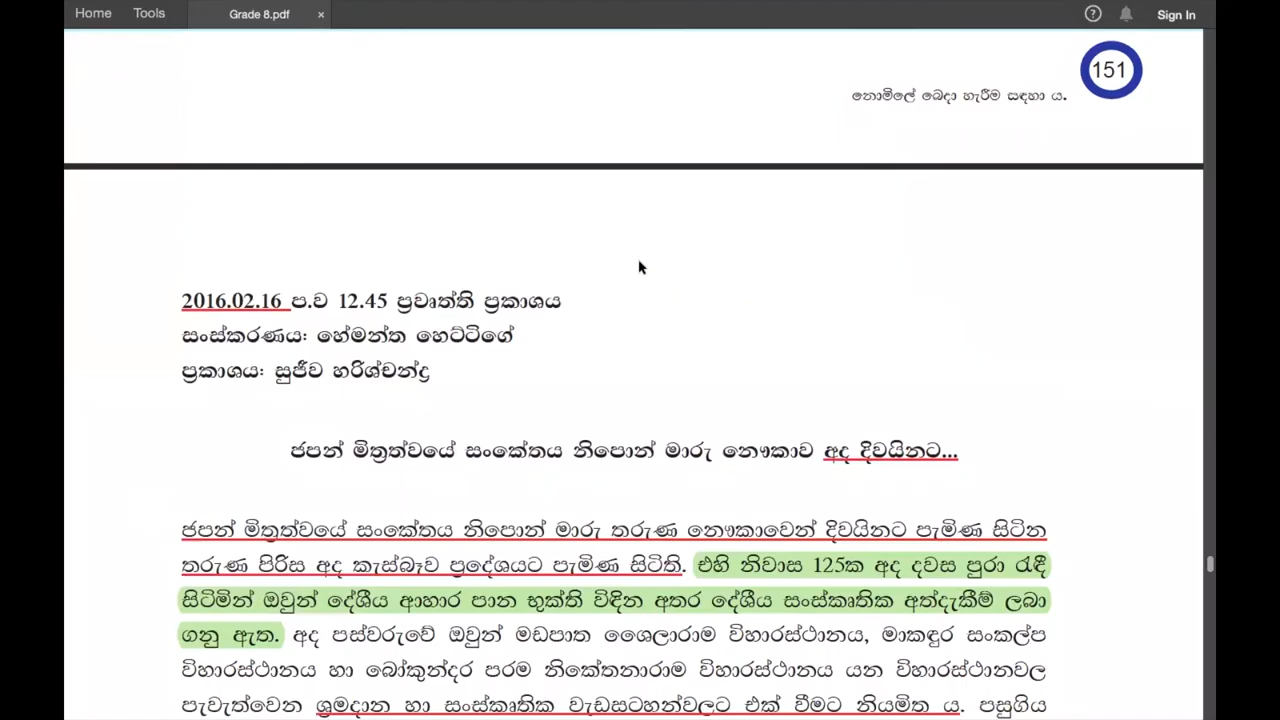 Home Tools Grade 8.pdf × ? Sign In
151
නොමිලේ බෙදා හැරීම සඳහා ය.
2016.02.16 ප.ව 12.45 ප්‍රවෘත්ති ප්‍රකාශය
සංස්කරණය: හේමන්ත හෙට්ටිගේ
ප්‍රකාශය: සුජීව හරිශ්චන්ද්‍ර
ජපන් මිත්‍රත්වයේ සංකේතය නිපොන් මාරු නෞකාව අද දිවයිනට...
ජපන් මිත්‍රත්වයේ සංකේතය නිපොන් මාරු තරුණ නෞකාවෙන් දිවයිනට පැමිණ සිටින
තරුණ පිරිස අද කැස්බෑව ප්‍රදේශයට පැමිණ සිටිති. එහි නිවාස 125ක අද දවස පුරා රැඳී
සිටිමින් ඔවුන් දේශීය ආහාර පාන භුක්ති විඳින අතර දේශීය සංස්කෘතික අත්දැකීම් ලබා
ගනු ඇත. අද පස්වරුවේ ඔවුන් මඩපාත ශෛලාරාම විහාරස්ථානය, මාකඳුර සංකල්ප
විහාරස්ථානය හා බෝකුන්දර පරම නිකේතනාරාම විහාරස්ථානය යන විහාරස්ථානවල
පැවැත්වෙන ශ්‍රමදාන හා සංස්කෘතික වැඩසටහන්වලට එක් වීමට නියමිත ය. පසුගිය